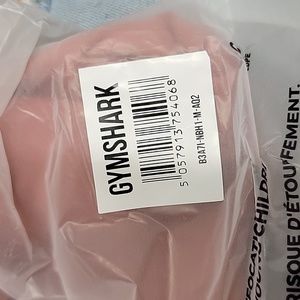 GYMSHARK
5 057913 754068
B3A7I-NBH1-M-A02
RISQUE D'ÉTOUFFEMENT.